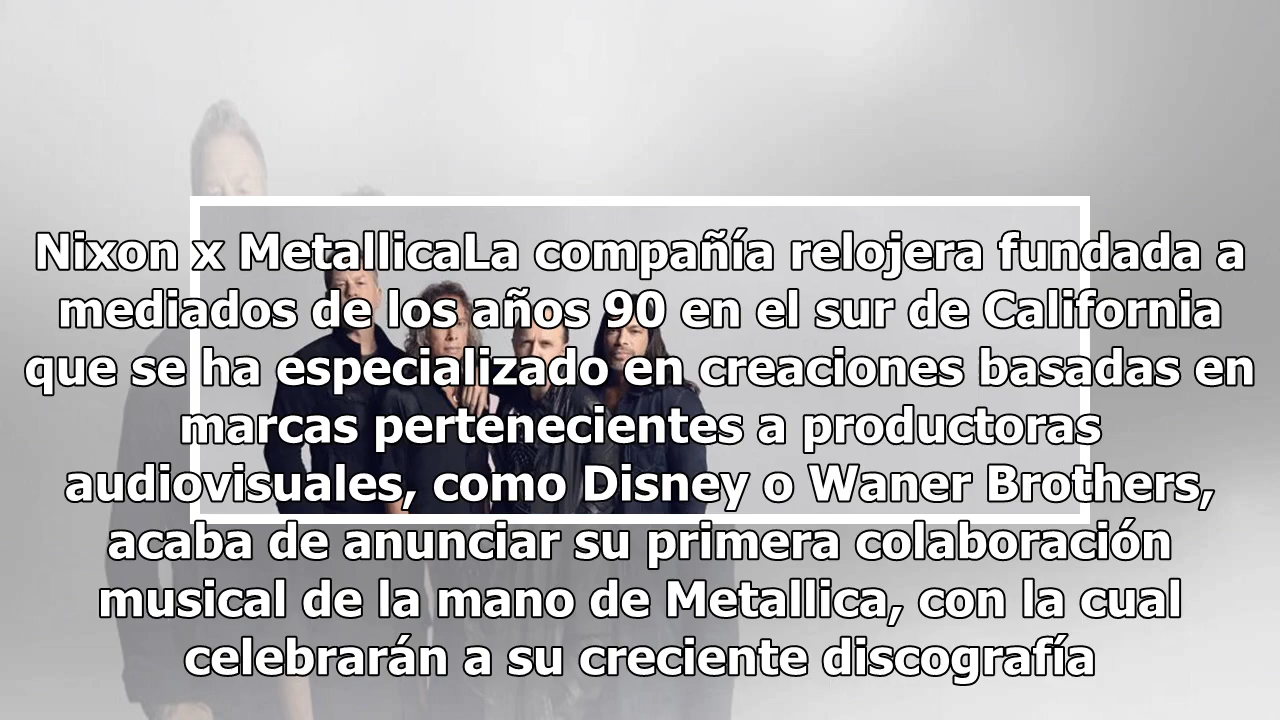 Nixon x MetallicaLa compañía relojera fundada a
mediados de los años 90 en el sur de California
que se ha especializado en creaciones basadas en
marcas pertenecientes a productoras
audiovisuales, como Disney o Waner Brothers,
acaba de anunciar su primera colaboración
musical de la mano de Metallica, con la cual
celebrarán a su creciente discografía